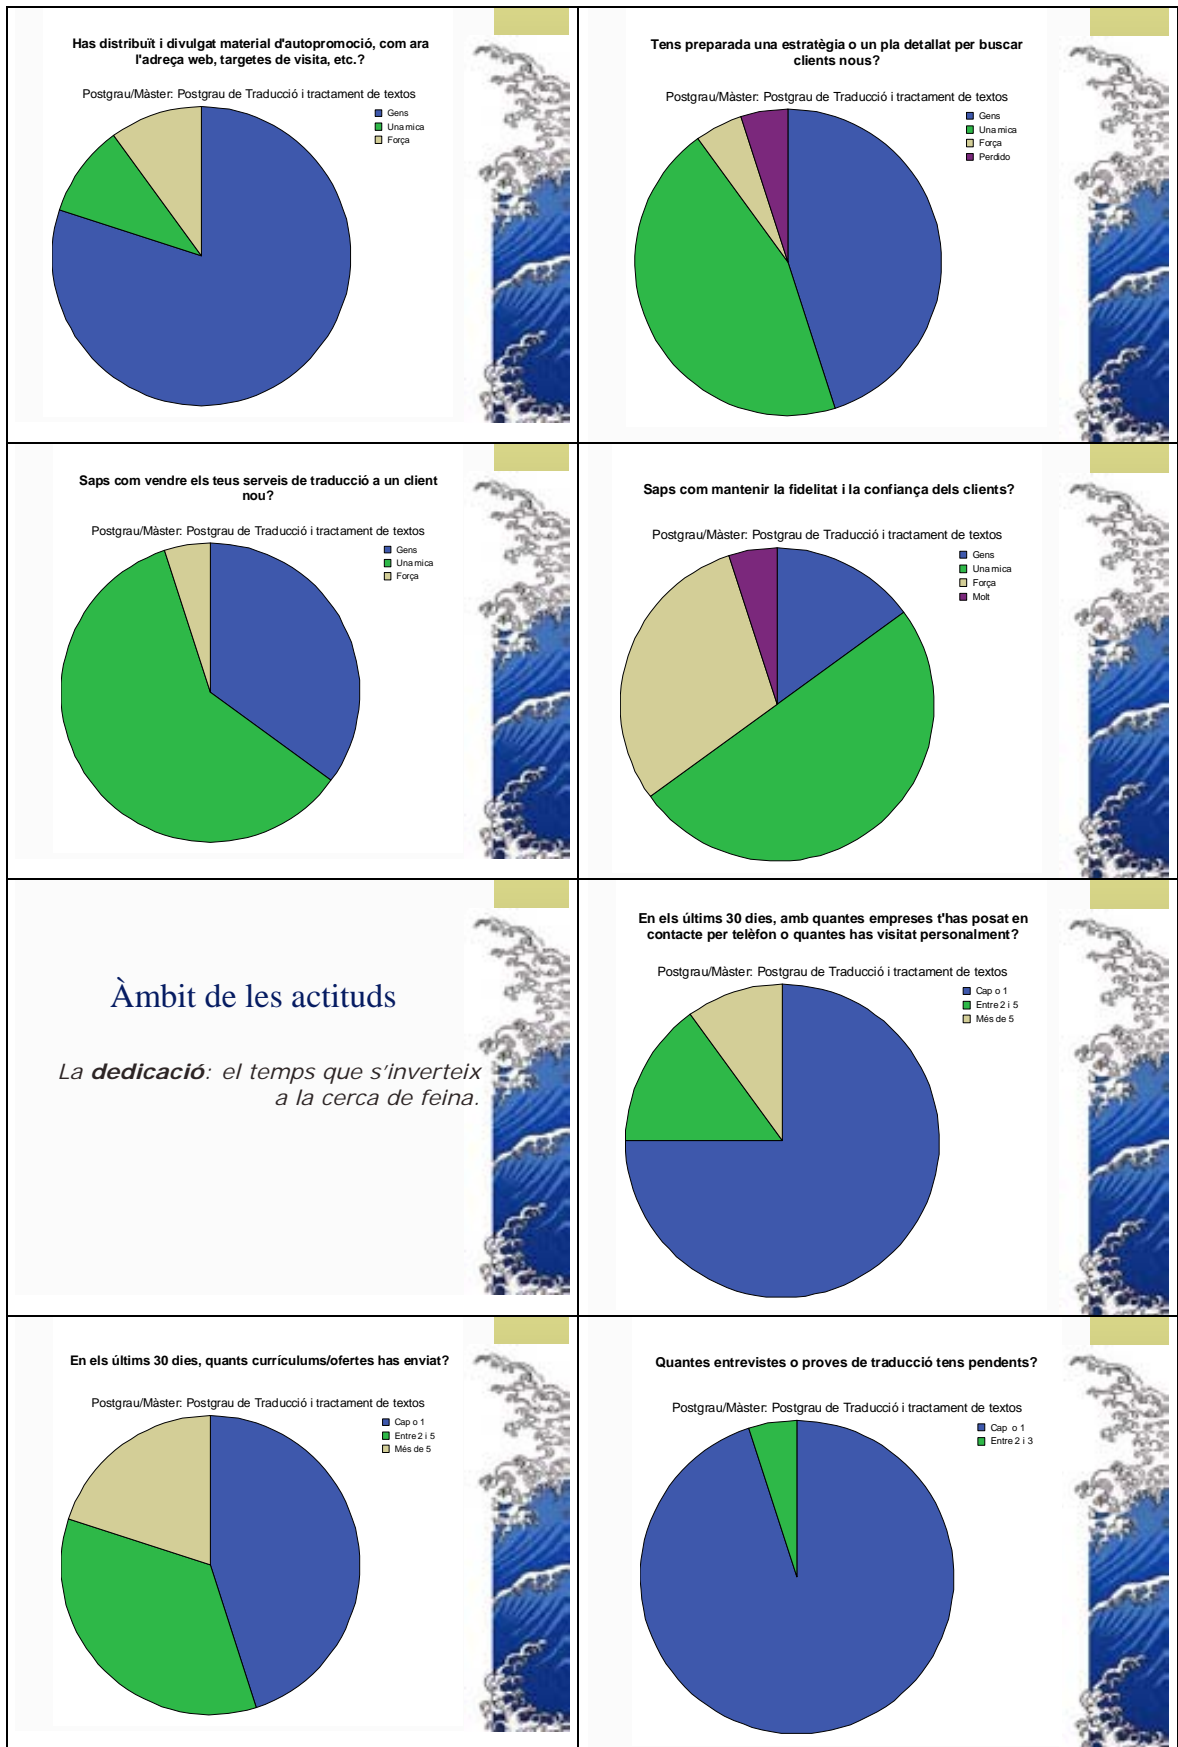 Has distribuït i divulgat material d'autopromoció, com ara
l'adreça web, targetes de visita, etc.?
Postgrau/Màster: Postgrau de Traducció i tractament de textos
Gens
Una mica
Força
Tens preparada una estratègia o un pla detallat per buscar
clients nous?
Postgrau/Màster: Postgrau de Traducció i tractament de textos
Gens
Una mica
Força
Perdido
Saps com vendre els teus serveis de traducció a un client
nou?
Postgrau/Màster: Postgrau de Traducció i tractament de textos
Gens
Una mica
Força
Saps com mantenir la fidelitat i la confiança dels clients?
Postgrau/Màster: Postgrau de Traducció i tractament de textos
Gens
Una mica
Força
Molt
Àmbit de les actituds
La dedicació: el temps que s'inverteix
a la cerca de feina.
En els últims 30 dies, amb quantes empreses t'has posat en
contacte per telèfon o quantes has visitat personalment?
Postgrau/Màster: Postgrau de Traducció i tractament de textos
Cap o 1
Entre 2 i 5
Més de 5
En els últims 30 dies, quants currículums/ofertes has enviat?
Postgrau/Màster: Postgrau de Traducció i tractament de textos
Cap o 1
Entre 2 i 5
Més de 5
Quantes entrevistes o proves de traducció tens pendents?
Postgrau/Màster: Postgrau de Traducció i tractament de textos
Cap o 1
Entre 2 i 3